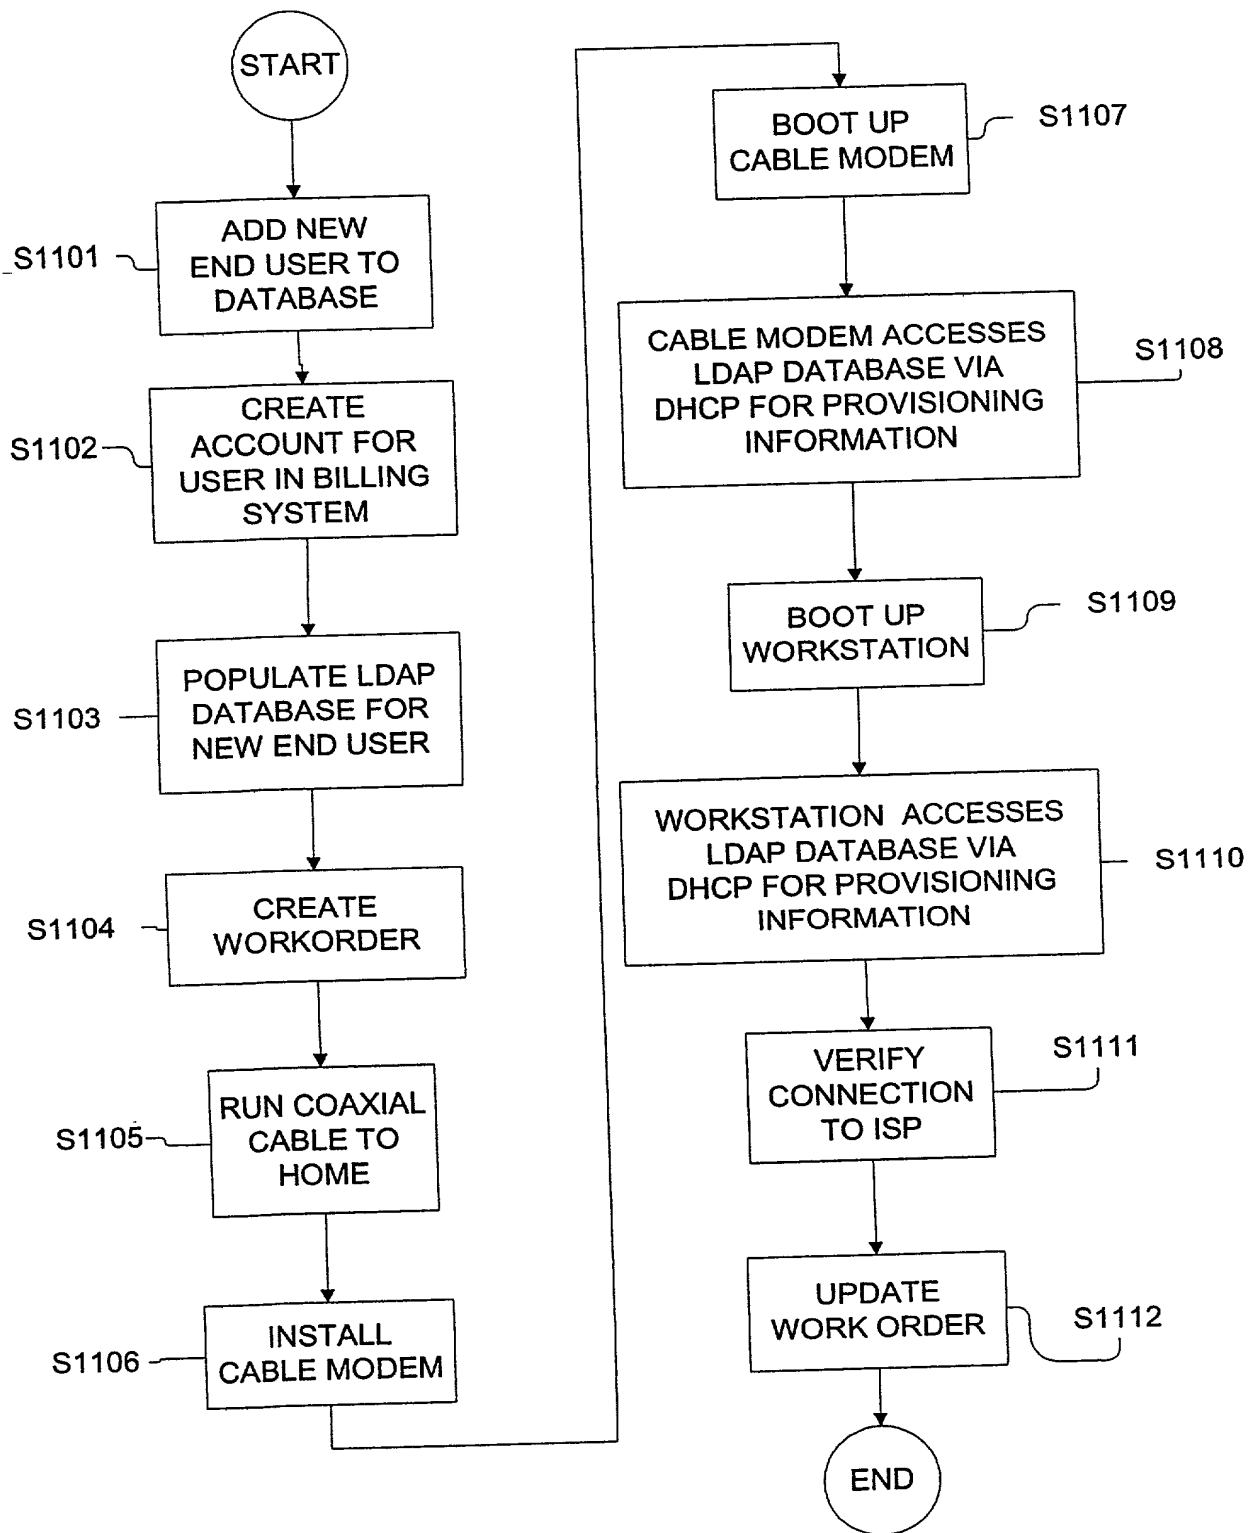 START
S1101
ADD NEW
END USER TO
DATABASE
S1102
CREATE
ACCOUNT FOR
USER IN BILLING
SYSTEM
S1103
POPULATE LDAP
DATABASE FOR
NEW END USER
S1104
CREATE
WORKORDER
S1105
RUN COAXIAL
CABLE TO
HOME
S1106
INSTALL
CABLE MODEM
BOOT UP
CABLE MODEM
S1107
CABLE MODEM ACCESSES
LDAP DATABASE VIA
DHCP FOR PROVISIONING
INFORMATION
S1108
BOOT UP
WORKSTATION
S1109
WORKSTATION ACCESSES
LDAP DATABASE VIA
DHCP FOR PROVISIONING
INFORMATION
S1110
VERIFY
CONNECTION
TO ISP
S1111
UPDATE
WORK ORDER
S1112
END